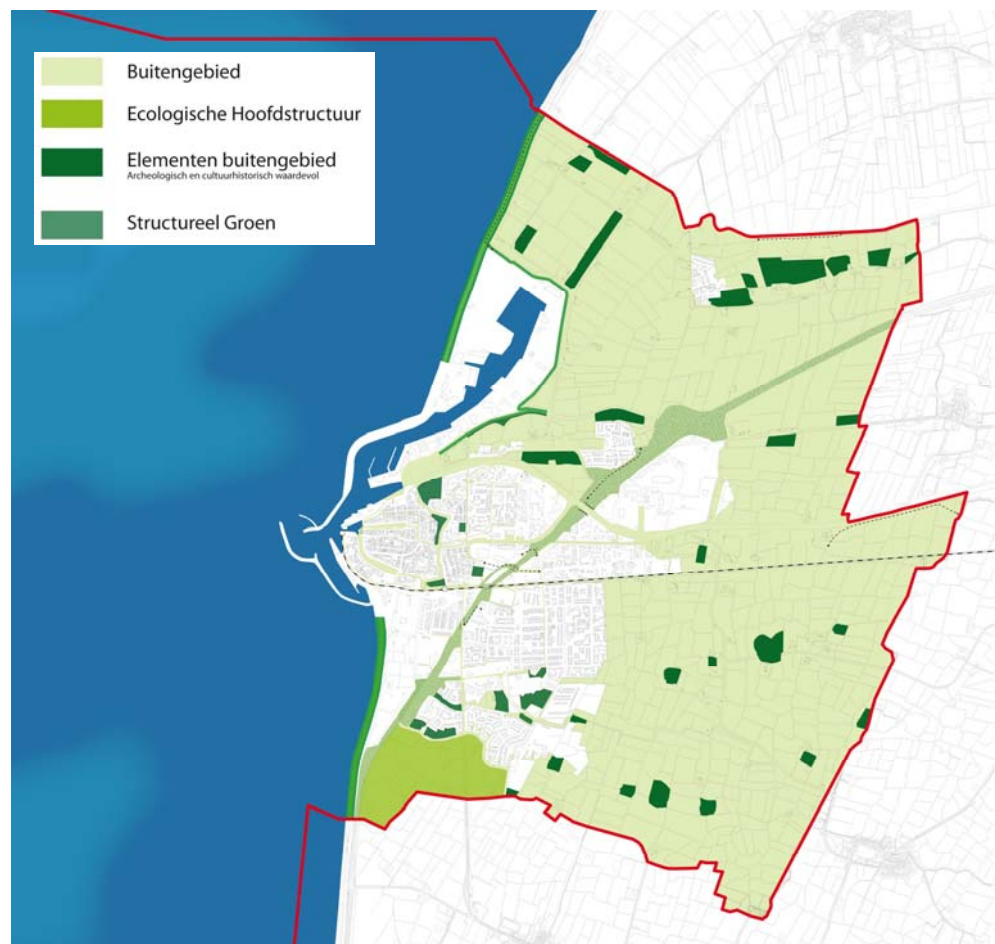 Buitengebied
Ecologische Hoofdstructuur
Elementen buitengebied
Archeologisch en cultuurhistorisch waardevol
Structureel Groen